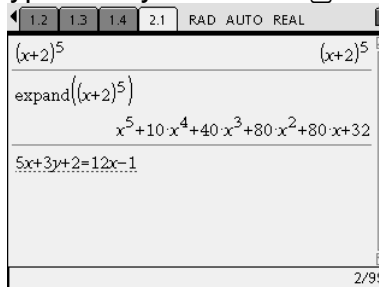 1.2 1.3 1.4 2.1 RAD AUTO REAL
(x+2)^5 (x+2)^5
expand((x+2)^5)
x^5+10·x^4+40·x^3+80·x^2+80·x+32
5x+3y+2=12x-1